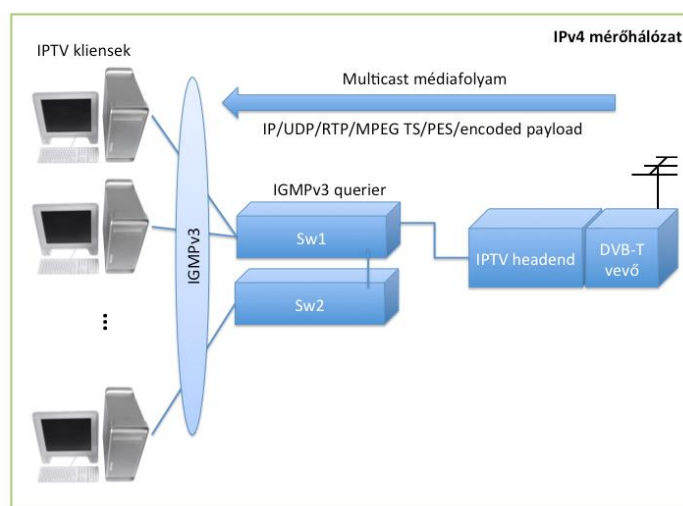 IPv4 mérőhálózat
IPTV kliensek
Multicast médiafolyam
IP/UDP/RTP/MPEG TS/PES/encoded payload
IGMPv3 querier
IGMPv3
Sw1
Sw2
IPTV headend
DVB-T
vevő
...